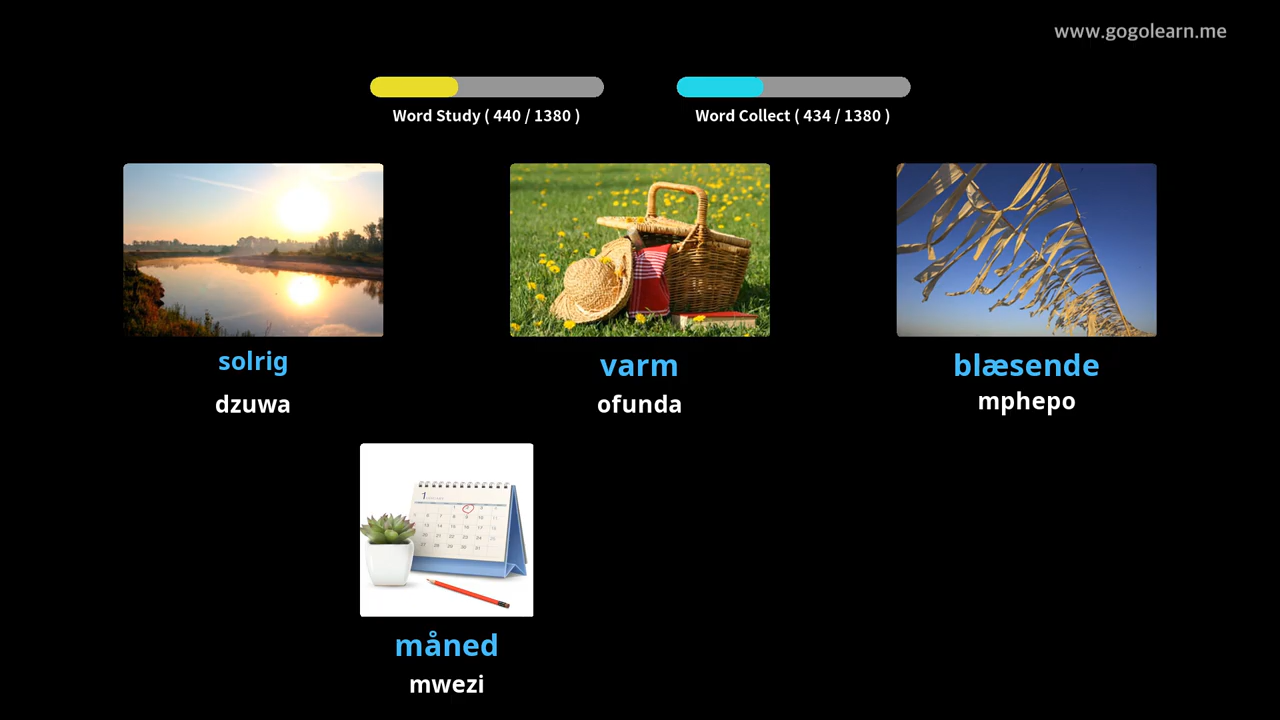 www.gogolearn.me
Word Study ( 440 / 1380 )
Word Collect ( 434 / 1380 )
solrig
varm
blæsende
dzuwa
ofunda
mphepo
måned
mwezi